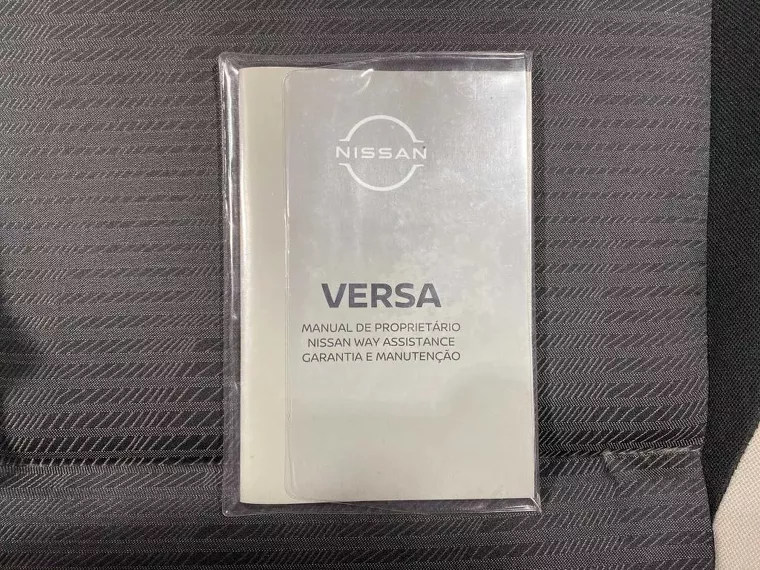 NISSAN
VERSA
MANUAL DE PROPRIETÁRIO
NISSAN WAY ASSISTANCE
GARANTIA E MANUTENÇÃO